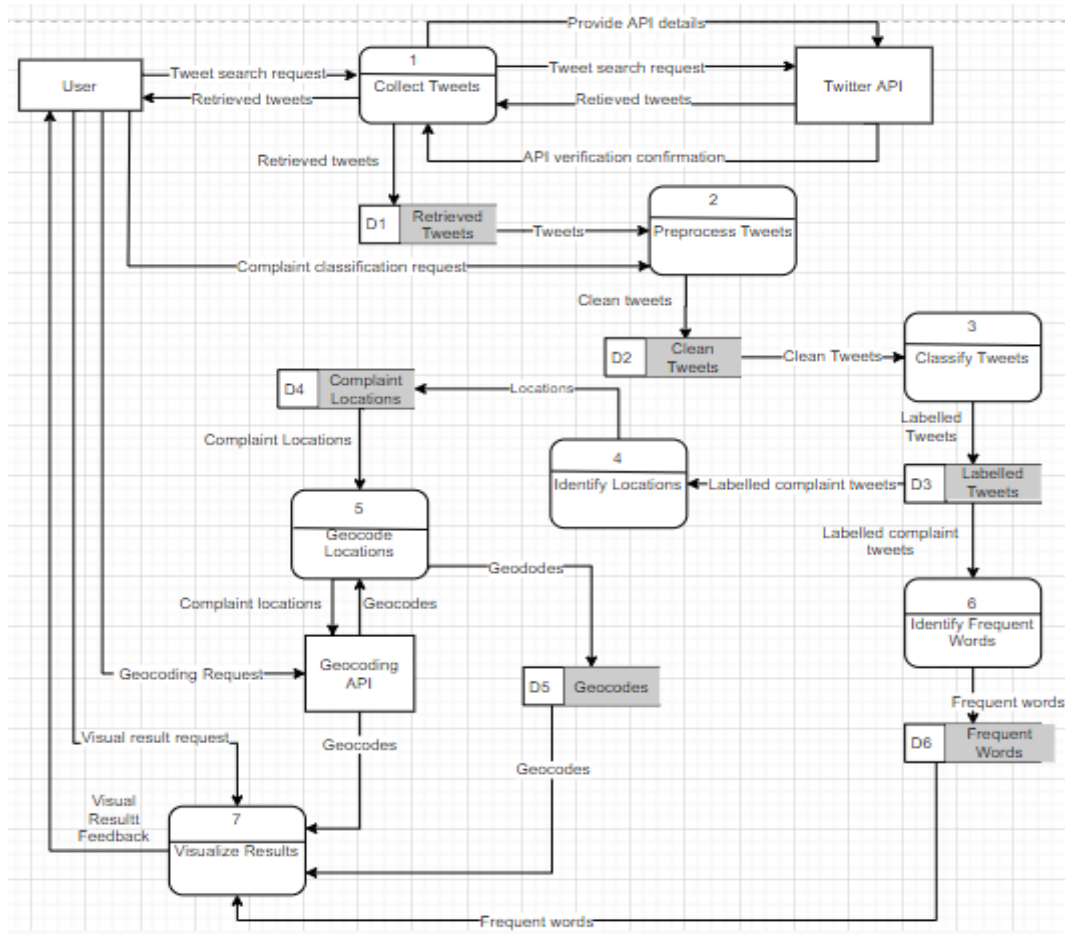 Provide API details
1
User
Tweet search request
Collect Tweets
Tweet search request
Twitter API
Retrieved tweets
Retieved tweets
Retrieved tweets
API verification confirmation
2
D1
Retrieved
Tweets
Tweets
Preprocess Tweets
Complaint classification request
Clean tweets
3
D2
Clean
Tweets
Clean Tweets
Classify Tweets
D4
Complaint
Locations
Locations
Labelled
Tweets
Complaint Locations
4
Identify Locations
Labelled complaint tweets
D3
Labelled
Tweets
5
Geocode
Locations
Labelled complaint
tweets
Geododes
Complaint locations
Geocodes
6
Identify Frequent
Words
Geocoding Request
Geocoding
API
D5
Geocodes
Frequent words
Visual result request
Geocodes
D6
Frequent
Words
Geocodes
Visual
Resultt
Feedback
7
Visualize Results
Frequent words